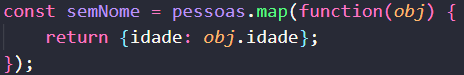 const semNome = pessoas.map(function(obj) {
    return {idade: obj.idade};
});